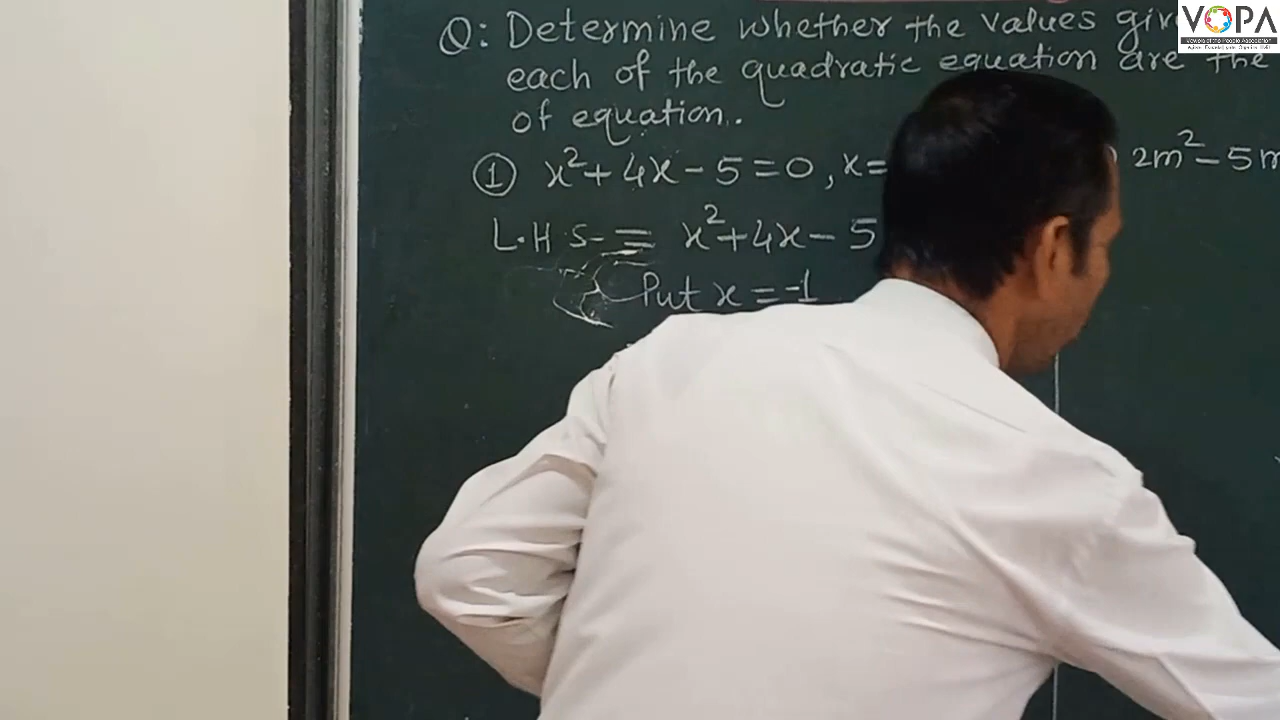 VOPA
Q: Determine whether the values
each of the quadratic equation are the
of equation.
① x²+4x-5=0, x=
2m²-5m
L.H.S- = x²+4x-5
Put x = -1